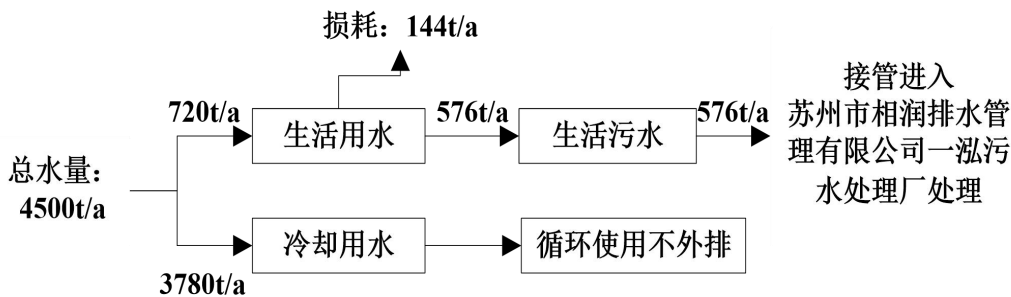 损耗：144t/a
720t/a
生活用水
576t/a
生活污水
576t/a
接管进入
苏州市相润排水管
理有限公司一泓污
水处理厂处理
总水量：
4500t/a
冷却用水
循环使用不外排
3780t/a